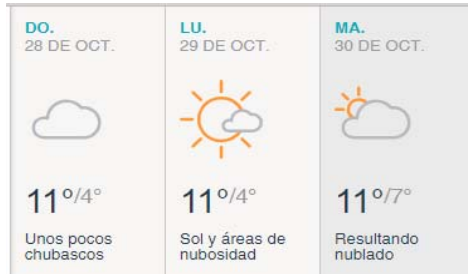 DO.
28 DE OCT.
11°/4°
Unos pocos
chubascos
LU.
29 DE OCT.
11°/4°
Sol y áreas de
nubosidad
MA.
30 DE OCT.
11°/7°
Resultando
nublado